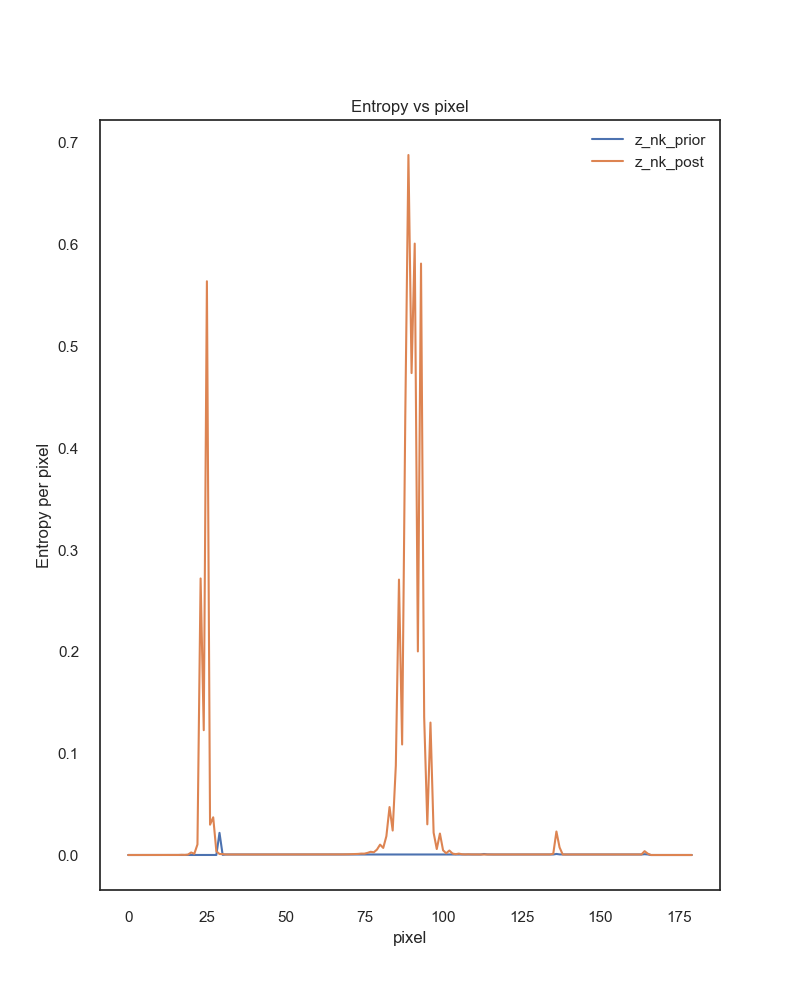 Entropy vs pixel
z_nk_prior
z_nk_post
Entropy per pixel
0.7
0.6
0.5
0.4
0.3
0.2
0.1
0.0
0 25 50 75 100 125 150 175
pixel